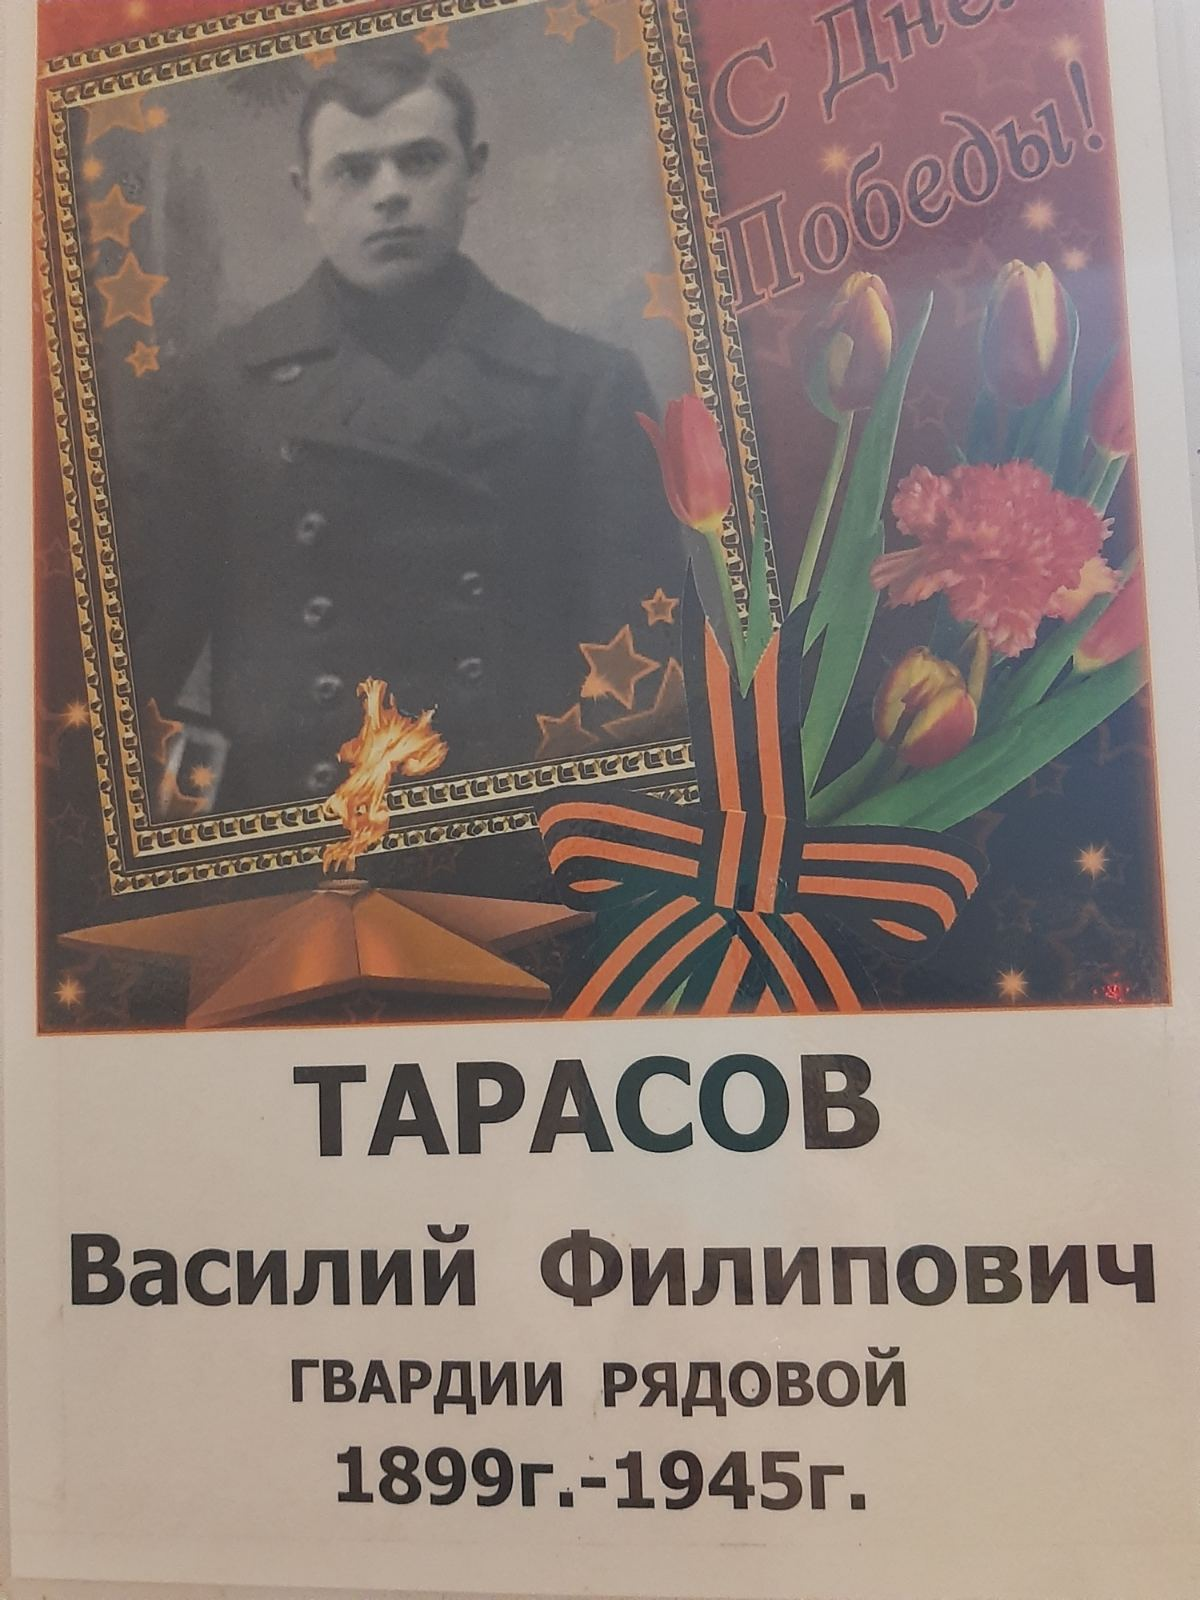 С Днем
Победы!
ТАРАСОВ
Василий Филипович
ГВАРДИИ РЯДОВОЙ
1899г.-1945г.